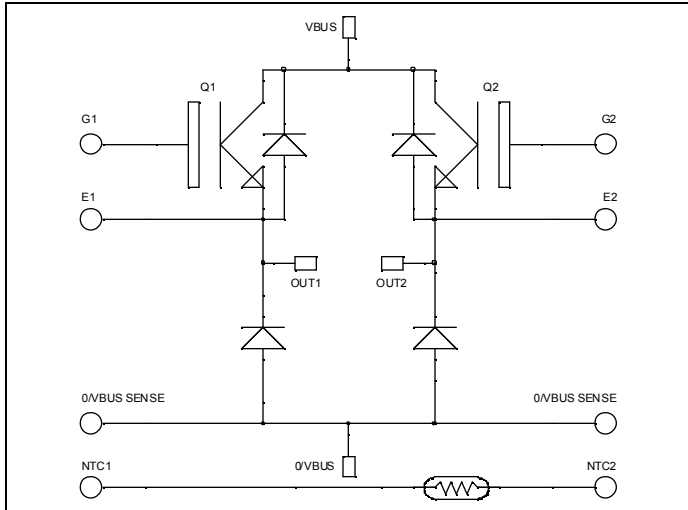 VBUS
Q1
Q2
G1
G2
E1
E2
OUT1
OUT2
0/VBUS SENSE
0/VBUS SENSE
NTC1
0/VBUS
NTC2